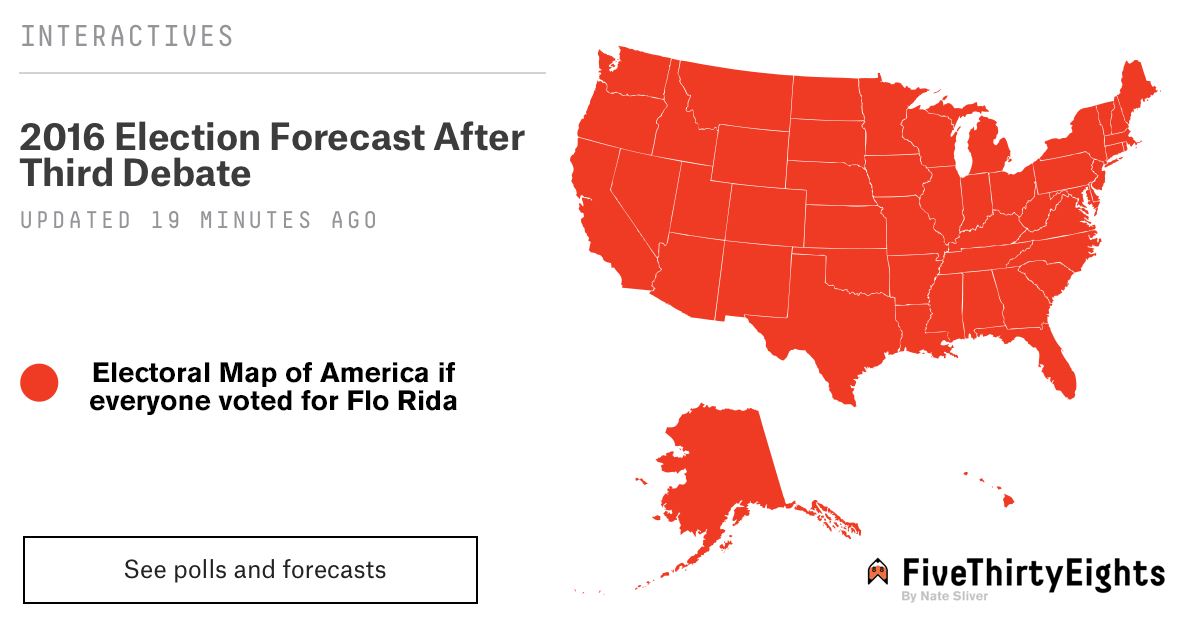 INTERACTIVES
2016 Election Forecast After
Third Debate
UPDATED 19 MINUTES AGO
Electoral Map of America if
everyone voted for Flo Rida
See polls and forecasts
FiveThirtyEights
By Nate Sliver